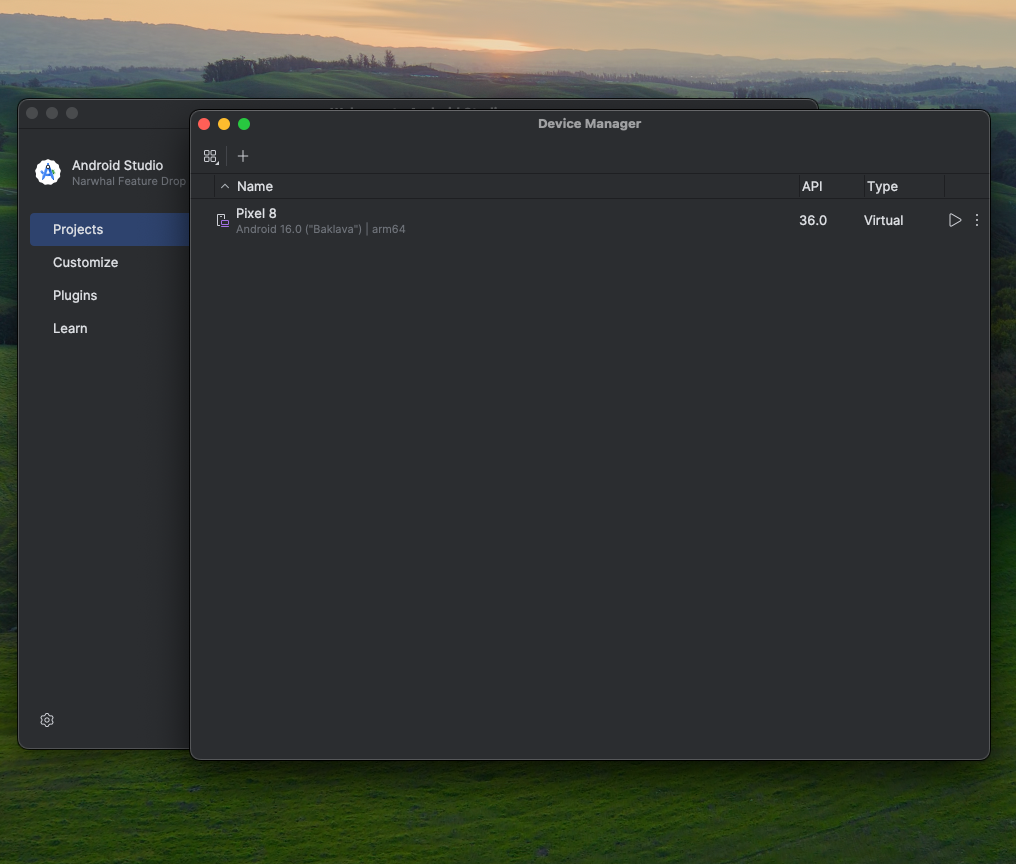 Device Manager
Android Studio
Narwhal Feature Drop
Projects
Customize
Plugins
Learn
Name
API
Type
Pixel 8
Android 16.0 ("Baklava") | arm64
36.0
Virtual